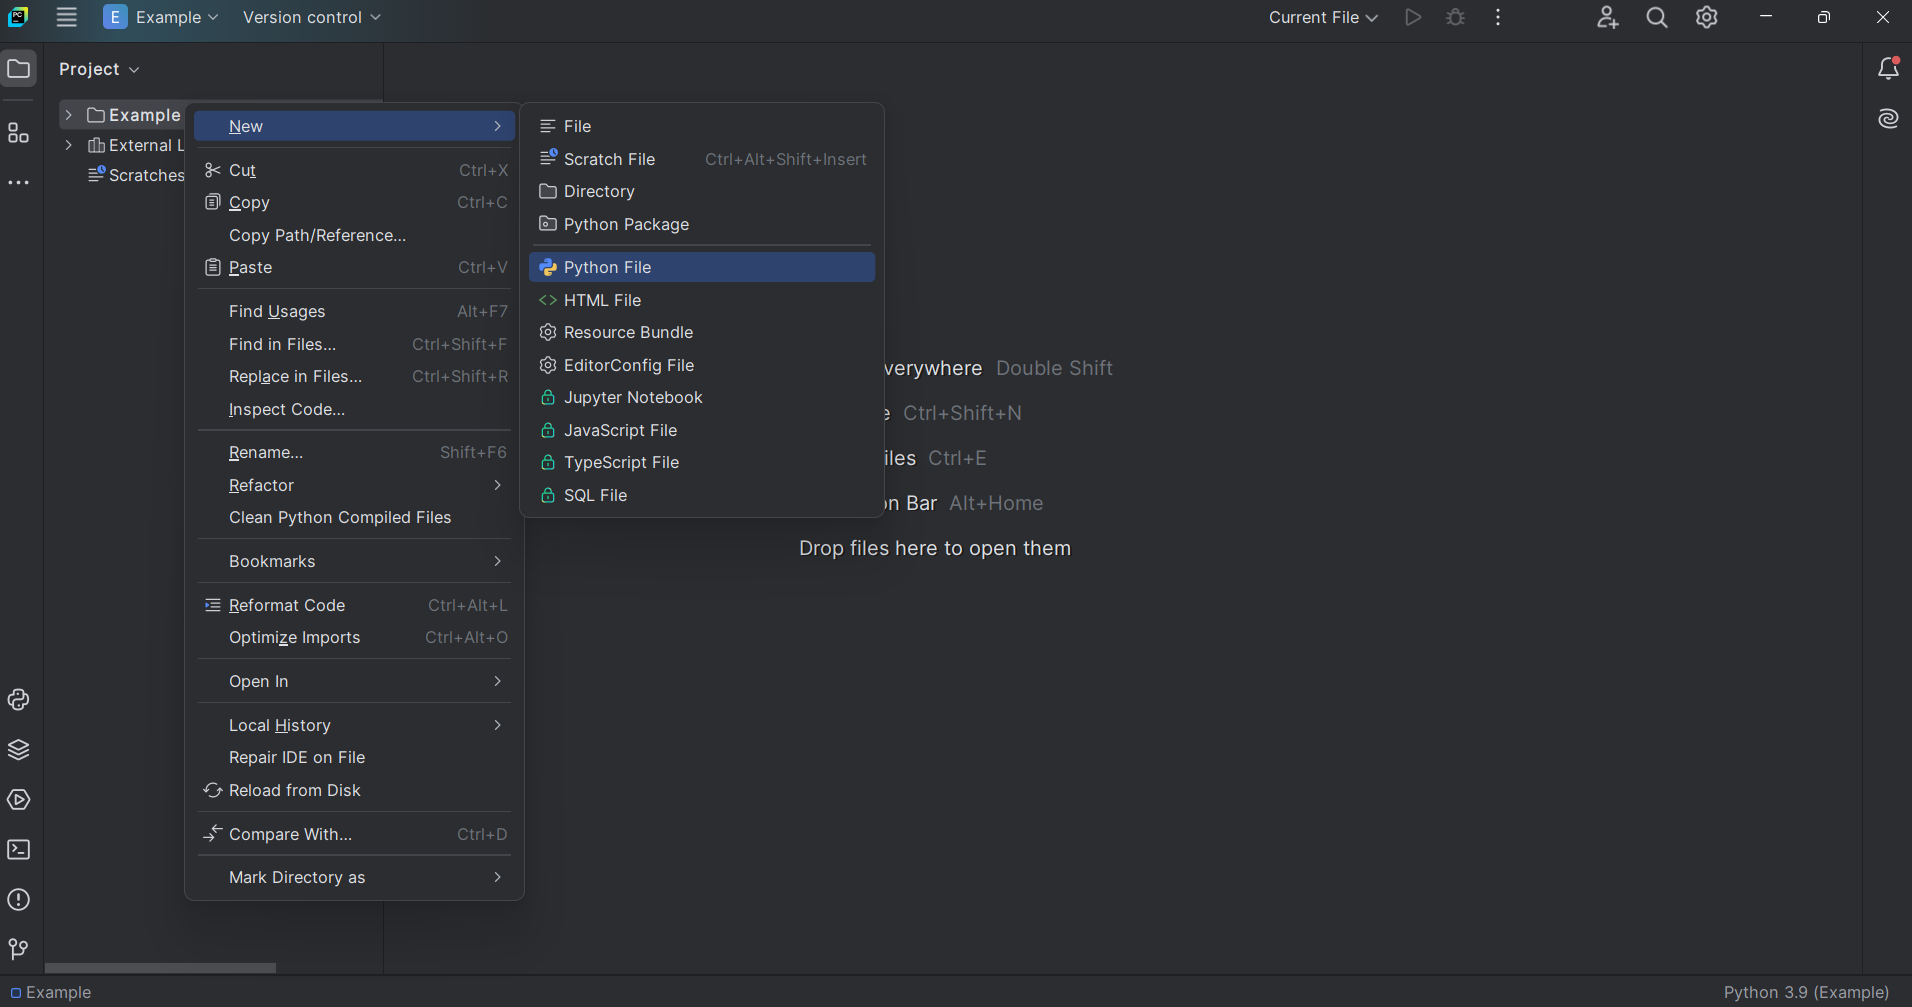 PC
E Example
Version control
Current File
Project
Example
External L
Scratches
New
Cut Ctrl+X
Copy Ctrl+C
Copy Path/Reference...
Paste Ctrl+V
Find Usages Alt+F7
Find in Files... Ctrl+Shift+F
Replace in Files... Ctrl+Shift+R
Inspect Code...
Rename... Shift+F6
Refactor
Clean Python Compiled Files
Bookmarks
Reformat Code Ctrl+Alt+L
Optimize Imports Ctrl+Alt+O
Open In
Local History
Repair IDE on File
Reload from Disk
Compare With... Ctrl+D
Mark Directory as
File
Scratch File Ctrl+Alt+Shift+Insert
Directory
Python Package
Python File
HTML File
Resource Bundle
EditorConfig File
Jupyter Notebook
JavaScript File
TypeScript File
SQL File
verywhere Double Shift
e Ctrl+Shift+N
iles Ctrl+E
on Bar Alt+Home
Drop files here to open them
Example
Python 3.9 (Example)